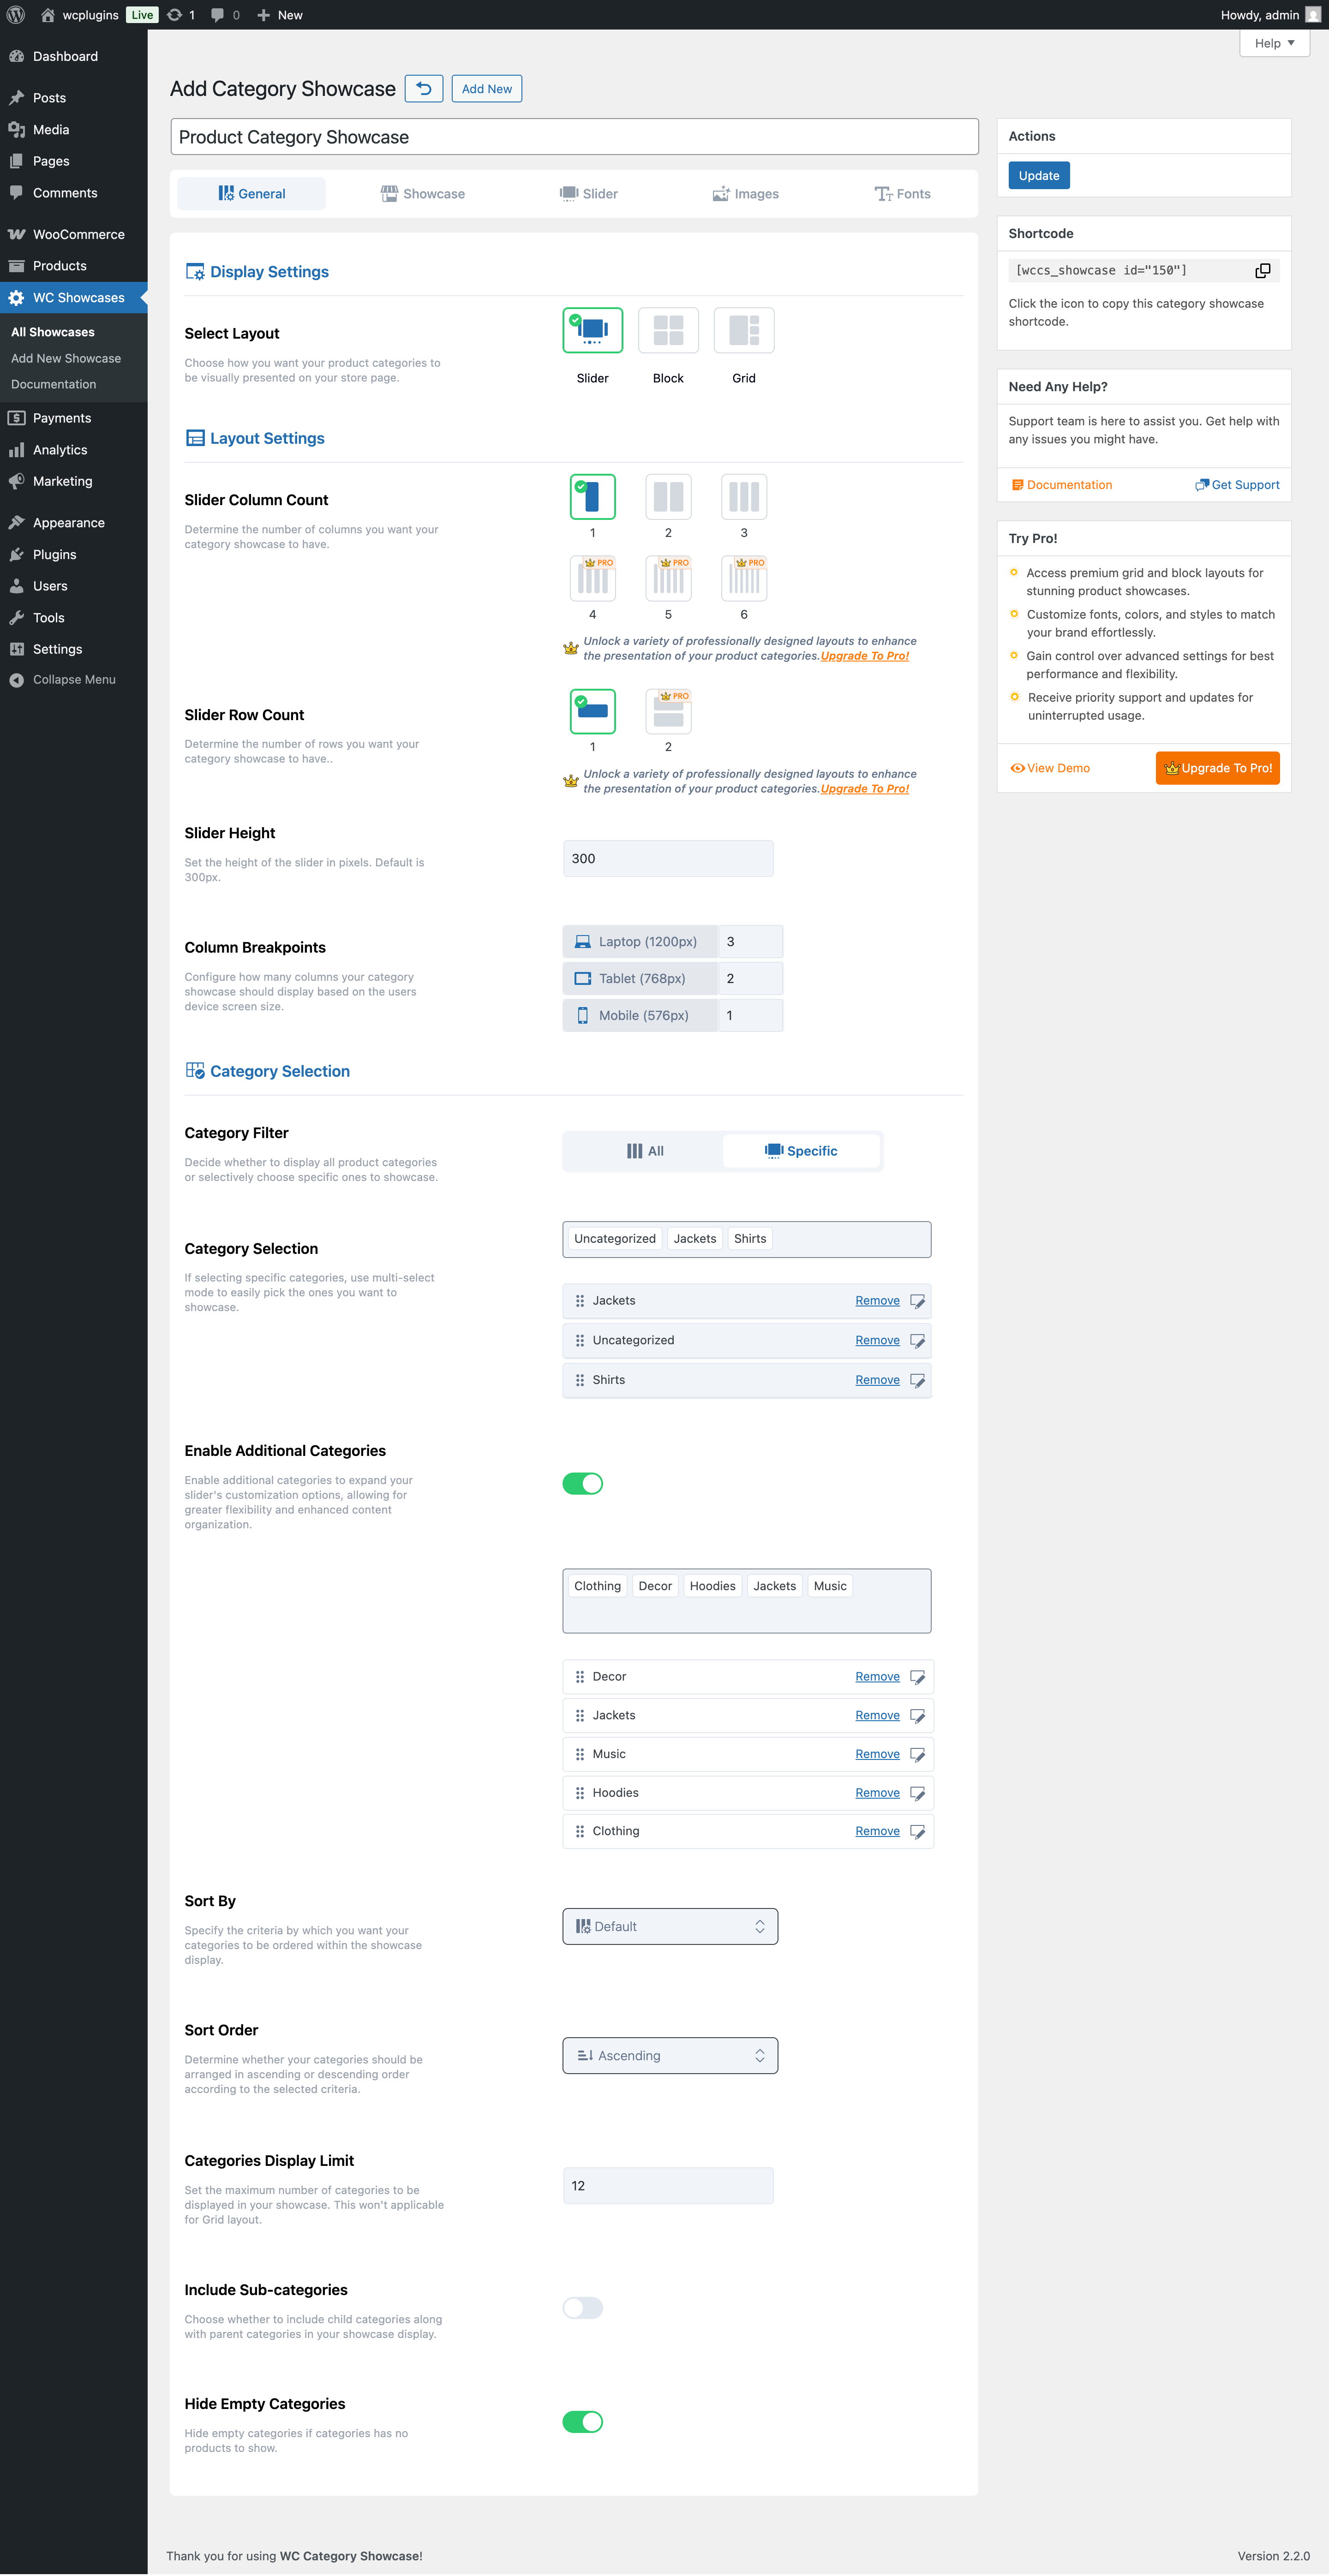 wcplugins Live 1 0 New Howdy, admin
Help
Dashboard
Posts
Media
Pages
Comments
WooCommerce
Products
WC Showcases
All Showcases
Add New Showcase
Documentation
Payments
Analytics
Marketing
Appearance
Plugins
Users
Tools
Settings
Collapse Menu
Add Category Showcase Add New
Product Category Showcase
General Showcase Slider Images Fonts
Display Settings
Select Layout
Choose how you want your product categories to
be visually presented on your store page.
Slider Block Grid
Layout Settings
Slider Column Count
Determine the number of columns you want your
category showcase to have.
1 2 3
PRO PRO PRO
4 5 6
Unlock a variety of professionally designed layouts to enhance
the presentation of your product categories.Upgrade To Pro!
Slider Row Count
Determine the number of rows you want your
category showcase to have..
PRO
1 2
Unlock a variety of professionally designed layouts to enhance
the presentation of your product categories.Upgrade To Pro!
Slider Height
Set the height of the slider in pixels. Default is
300px.
300
Column Breakpoints
Configure how many columns your category
showcase should display based on the users
device screen size.
Laptop (1200px) 3
Tablet (768px) 2
Mobile (576px) 1
Category Selection
Category Filter
Decide whether to display all product categories
or selectively choose specific ones to showcase.
All Specific
Category Selection
If selecting specific categories, use multi-select
mode to easily pick the ones you want to
showcase.
Uncategorized Jackets Shirts
Jackets Remove
Uncategorized Remove
Shirts Remove
Enable Additional Categories
Enable additional categories to expand your
slider's customization options, allowing for
greater flexibility and enhanced content
organization.
Clothing Decor Hoodies Jackets Music
Decor Remove
Jackets Remove
Music Remove
Hoodies Remove
Clothing Remove
Sort By
Specify the criteria by which you want your
categories to be ordered within the showcase
display.
Default
Sort Order
Determine whether your categories should be
arranged in ascending or descending order
according to the selected criteria.
Ascending
Categories Display Limit
Set the maximum number of categories to be
displayed in your showcase. This won't applicable
for Grid layout.
12
Include Sub-categories
Choose whether to include child categories along
with parent categories in your showcase display.
Hide Empty Categories
Hide empty categories if categories has no
products to show.
Actions
Update
Shortcode
[wccs_showcase id="150"]
Click the icon to copy this category showcase
shortcode.
Need Any Help?
Support team is here to assist you. Get help with
any issues you might have.
Documentation Get Support
Try Pro!
Access premium grid and block layouts for
stunning product showcases.
Customize fonts, colors, and styles to match
your brand effortlessly.
Gain control over advanced settings for best
performance and flexibility.
Receive priority support and updates for
uninterrupted usage.
View Demo Upgrade To Pro!
Thank you for using WC Category Showcase! Version 2.2.0